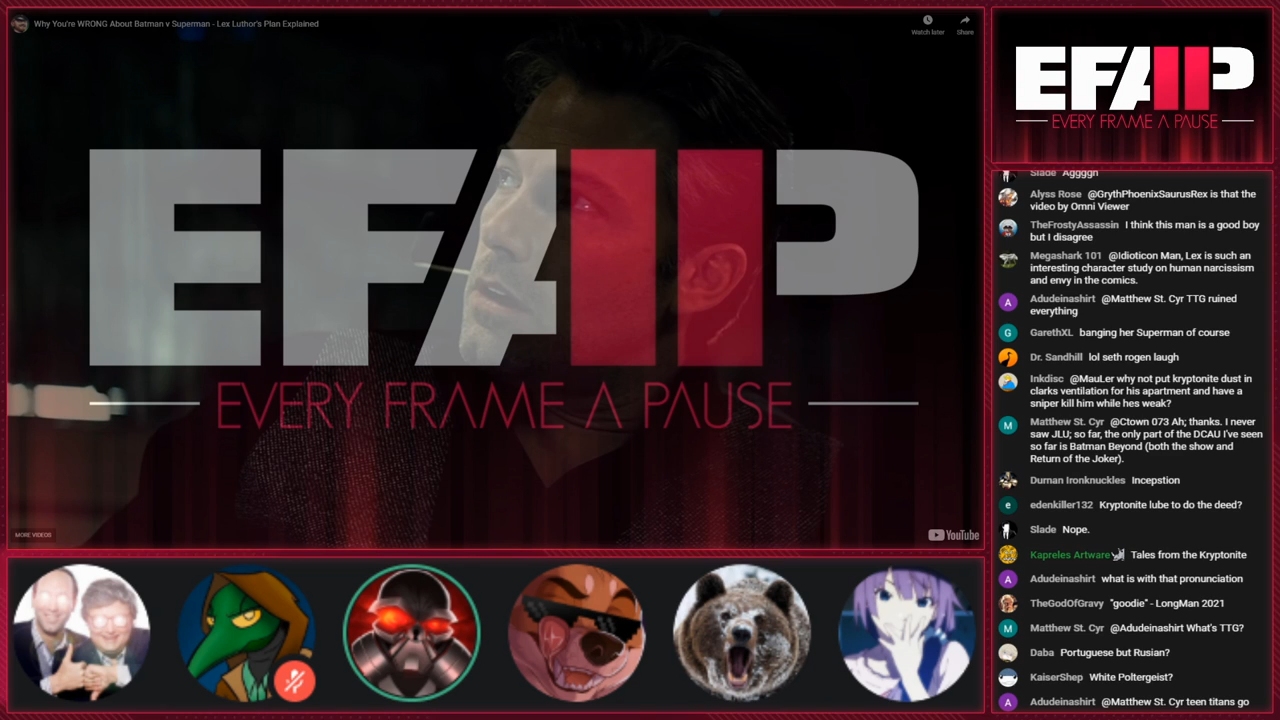 Why You're WRONG About Batman v Superman - Lex Luthor's Plan Explained
Watch later
Share
EFAP
EVERY FRAME A PAUSE
MORE VIDEOS
YouTube
EFAP
EVERY FRAME A PAUSE
Slade Aggggh
Alyss Rose @GrythPhoenixSaurusRex is that the
video by Omni Viewer
TheFrostyAssassin I think this man is a good boy
but I disagree
Megashark 101 @Idioticon Man, Lex is such an
interesting character study on human narcissism
and envy in the comics.
A
Adudeinashirt @Matthew St. Cyr TTG ruined
everything
G
GarethXL banging her Superman of course
Dr. Sandhill lol seth rogen laugh
Inkdisc @MauLer why not put kryptonite dust in
clarks ventilation for his apartment and have a
sniper kill him while hes weak?
M
Matthew St. Cyr @Ctown 073 Ah; thanks. I never
saw JLU; so far, the only part of the DCAU I've seen
so far is Batman Beyond (both the show and
Return of the Joker).
Durnan Ironknuckles Incepstion
e
edenkiller132 Kryptonite lube to do the deed?
Slade Nope.
Kapreles Artware Tales from the Kryptonite
A
Adudeinashirt what is with that pronunciation
TheGodOfGravy "goodie" - LongMan 2021
M
Matthew St. Cyr @Adudeinashirt What's TTG?
Daba Portuguese but Rusian?
KaiserShep White Poltergeist?
A
Adudeinashirt @Matthew St. Cyr teen titans go